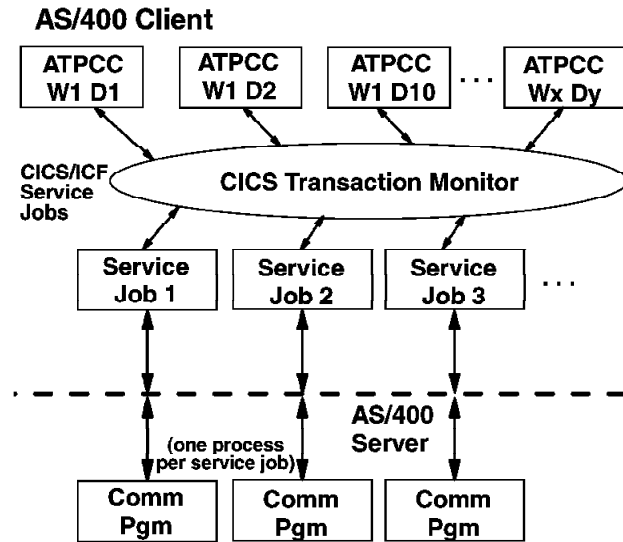 AS/400 Client
ATPCC
W1 D1
ATPCC
W1 D2
ATPCC
W1 D10
...
ATPCC
Wx Dy
CICS/ICF
Service
Jobs
CICS Transaction Monitor
Service
Job 1
Service
Job 2
Service
Job 3
...
AS/400
Server
(one process
per service job)
Comm
Pgm
Comm
Pgm
Comm
Pgm